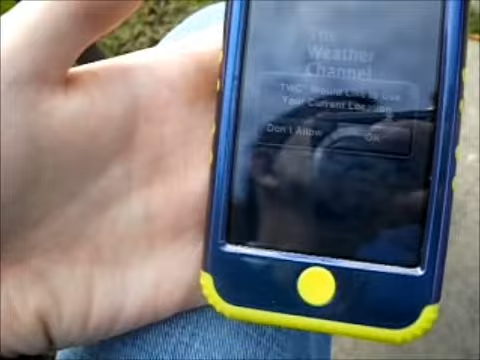 The
Weather
Channel
"TWC" Would Like to Use
Your Current Location
Don't Allow
OK